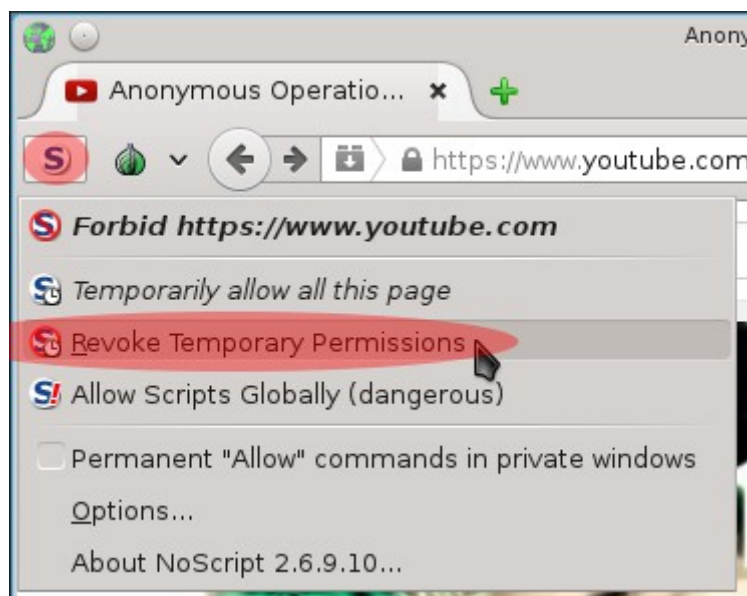 Anony
Anonymous Operatio...
https://www.youtube.com
Forbid https://www.youtube.com
Temporarily allow all this page
Revoke Temporary Permissions
Allow Scripts Globally (dangerous)
Permanent "Allow" commands in private windows
Options...
About NoScript 2.6.9.10...